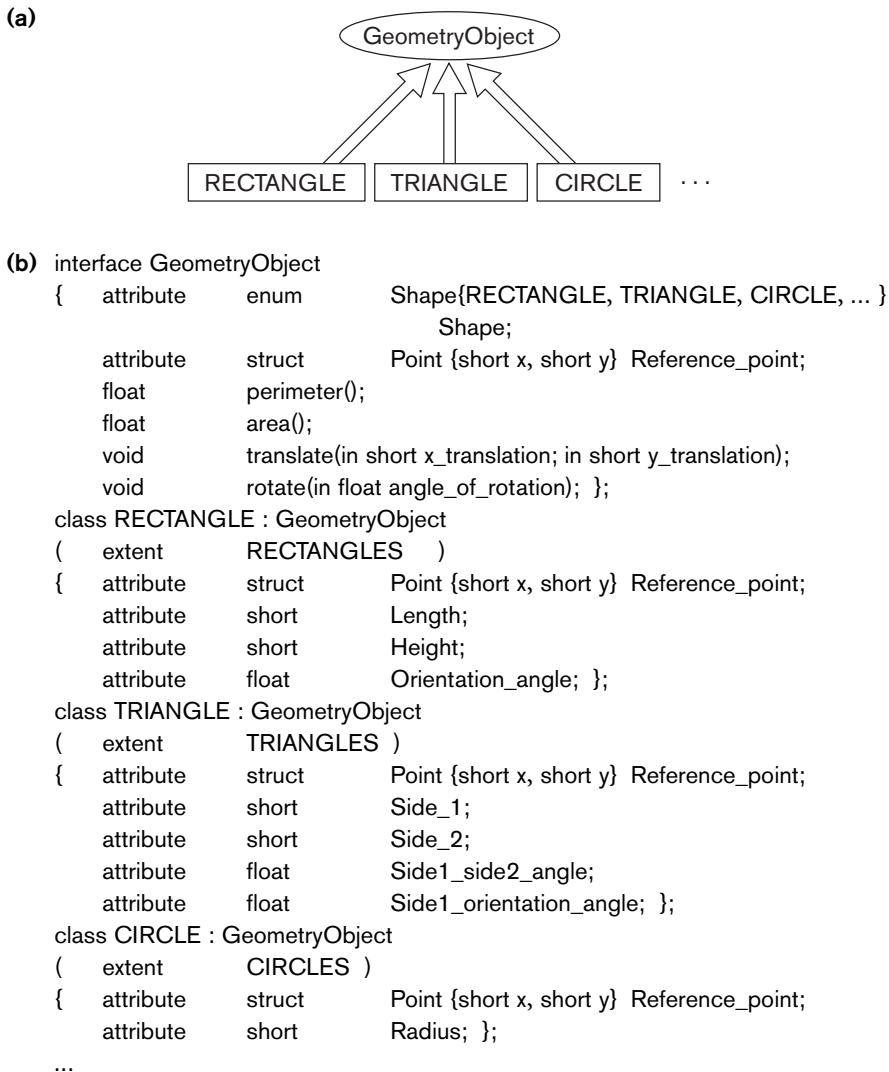 (a)
GeometryObject
RECTANGLE TRIANGLE CIRCLE . . .
(b) interface GeometryObject
{ attribute enum Shape{RECTANGLE, TRIANGLE, CIRCLE, ... }
Shape;
attribute struct Point {short x, short y} Reference_point;
float perimeter();
float area();
void translate(in short x_translation; in short y_translation);
void rotate(in float angle_of_rotation); };
class RECTANGLE : GeometryObject
( extent RECTANGLES )
{ attribute struct Point {short x, short y} Reference_point;
attribute short Length;
attribute short Height;
attribute float Orientation_angle; };
class TRIANGLE : GeometryObject
( extent TRIANGLES )
{ attribute struct Point {short x, short y} Reference_point;
attribute short Side_1;
attribute short Side_2;
attribute float Side1_side2_angle;
attribute float Side1_orientation_angle; };
class CIRCLE : GeometryObject
( extent CIRCLES )
{ attribute struct Point {short x, short y} Reference_point;
attribute short Radius; };
...